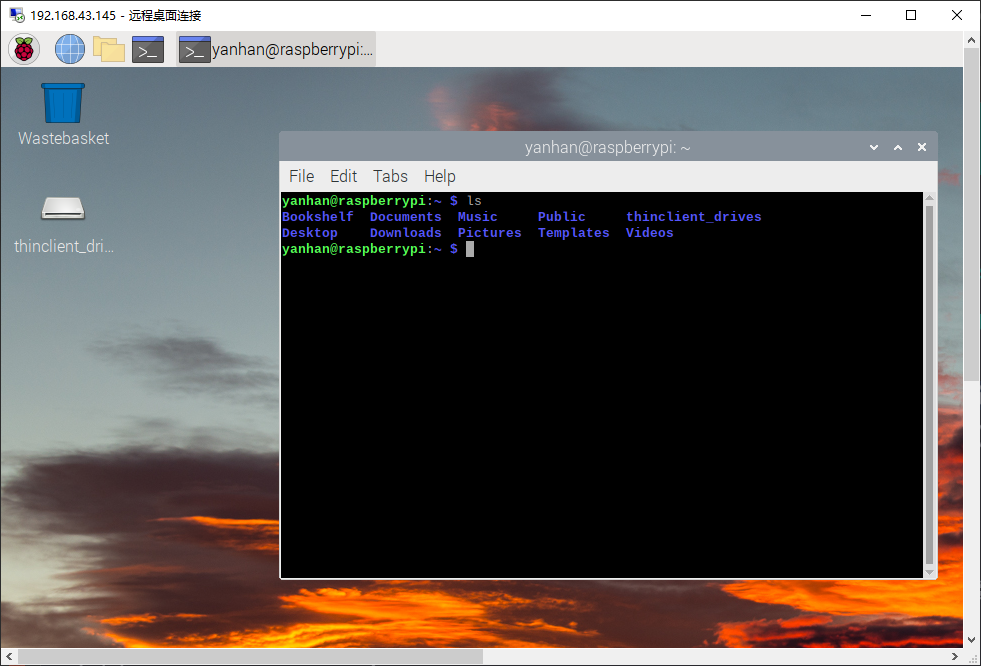 192.168.43.145 - 远程桌面连接
yanhan@raspberrypi:...
Wastebasket
thinclient_dri...
yanhan@raspberrypi: ~
File Edit Tabs Help
yanhan@raspberrypi:~ $ ls
Bookshelf Documents Music Public thinclient_drives
Desktop Downloads Pictures Templates Videos
yanhan@raspberrypi:~ $